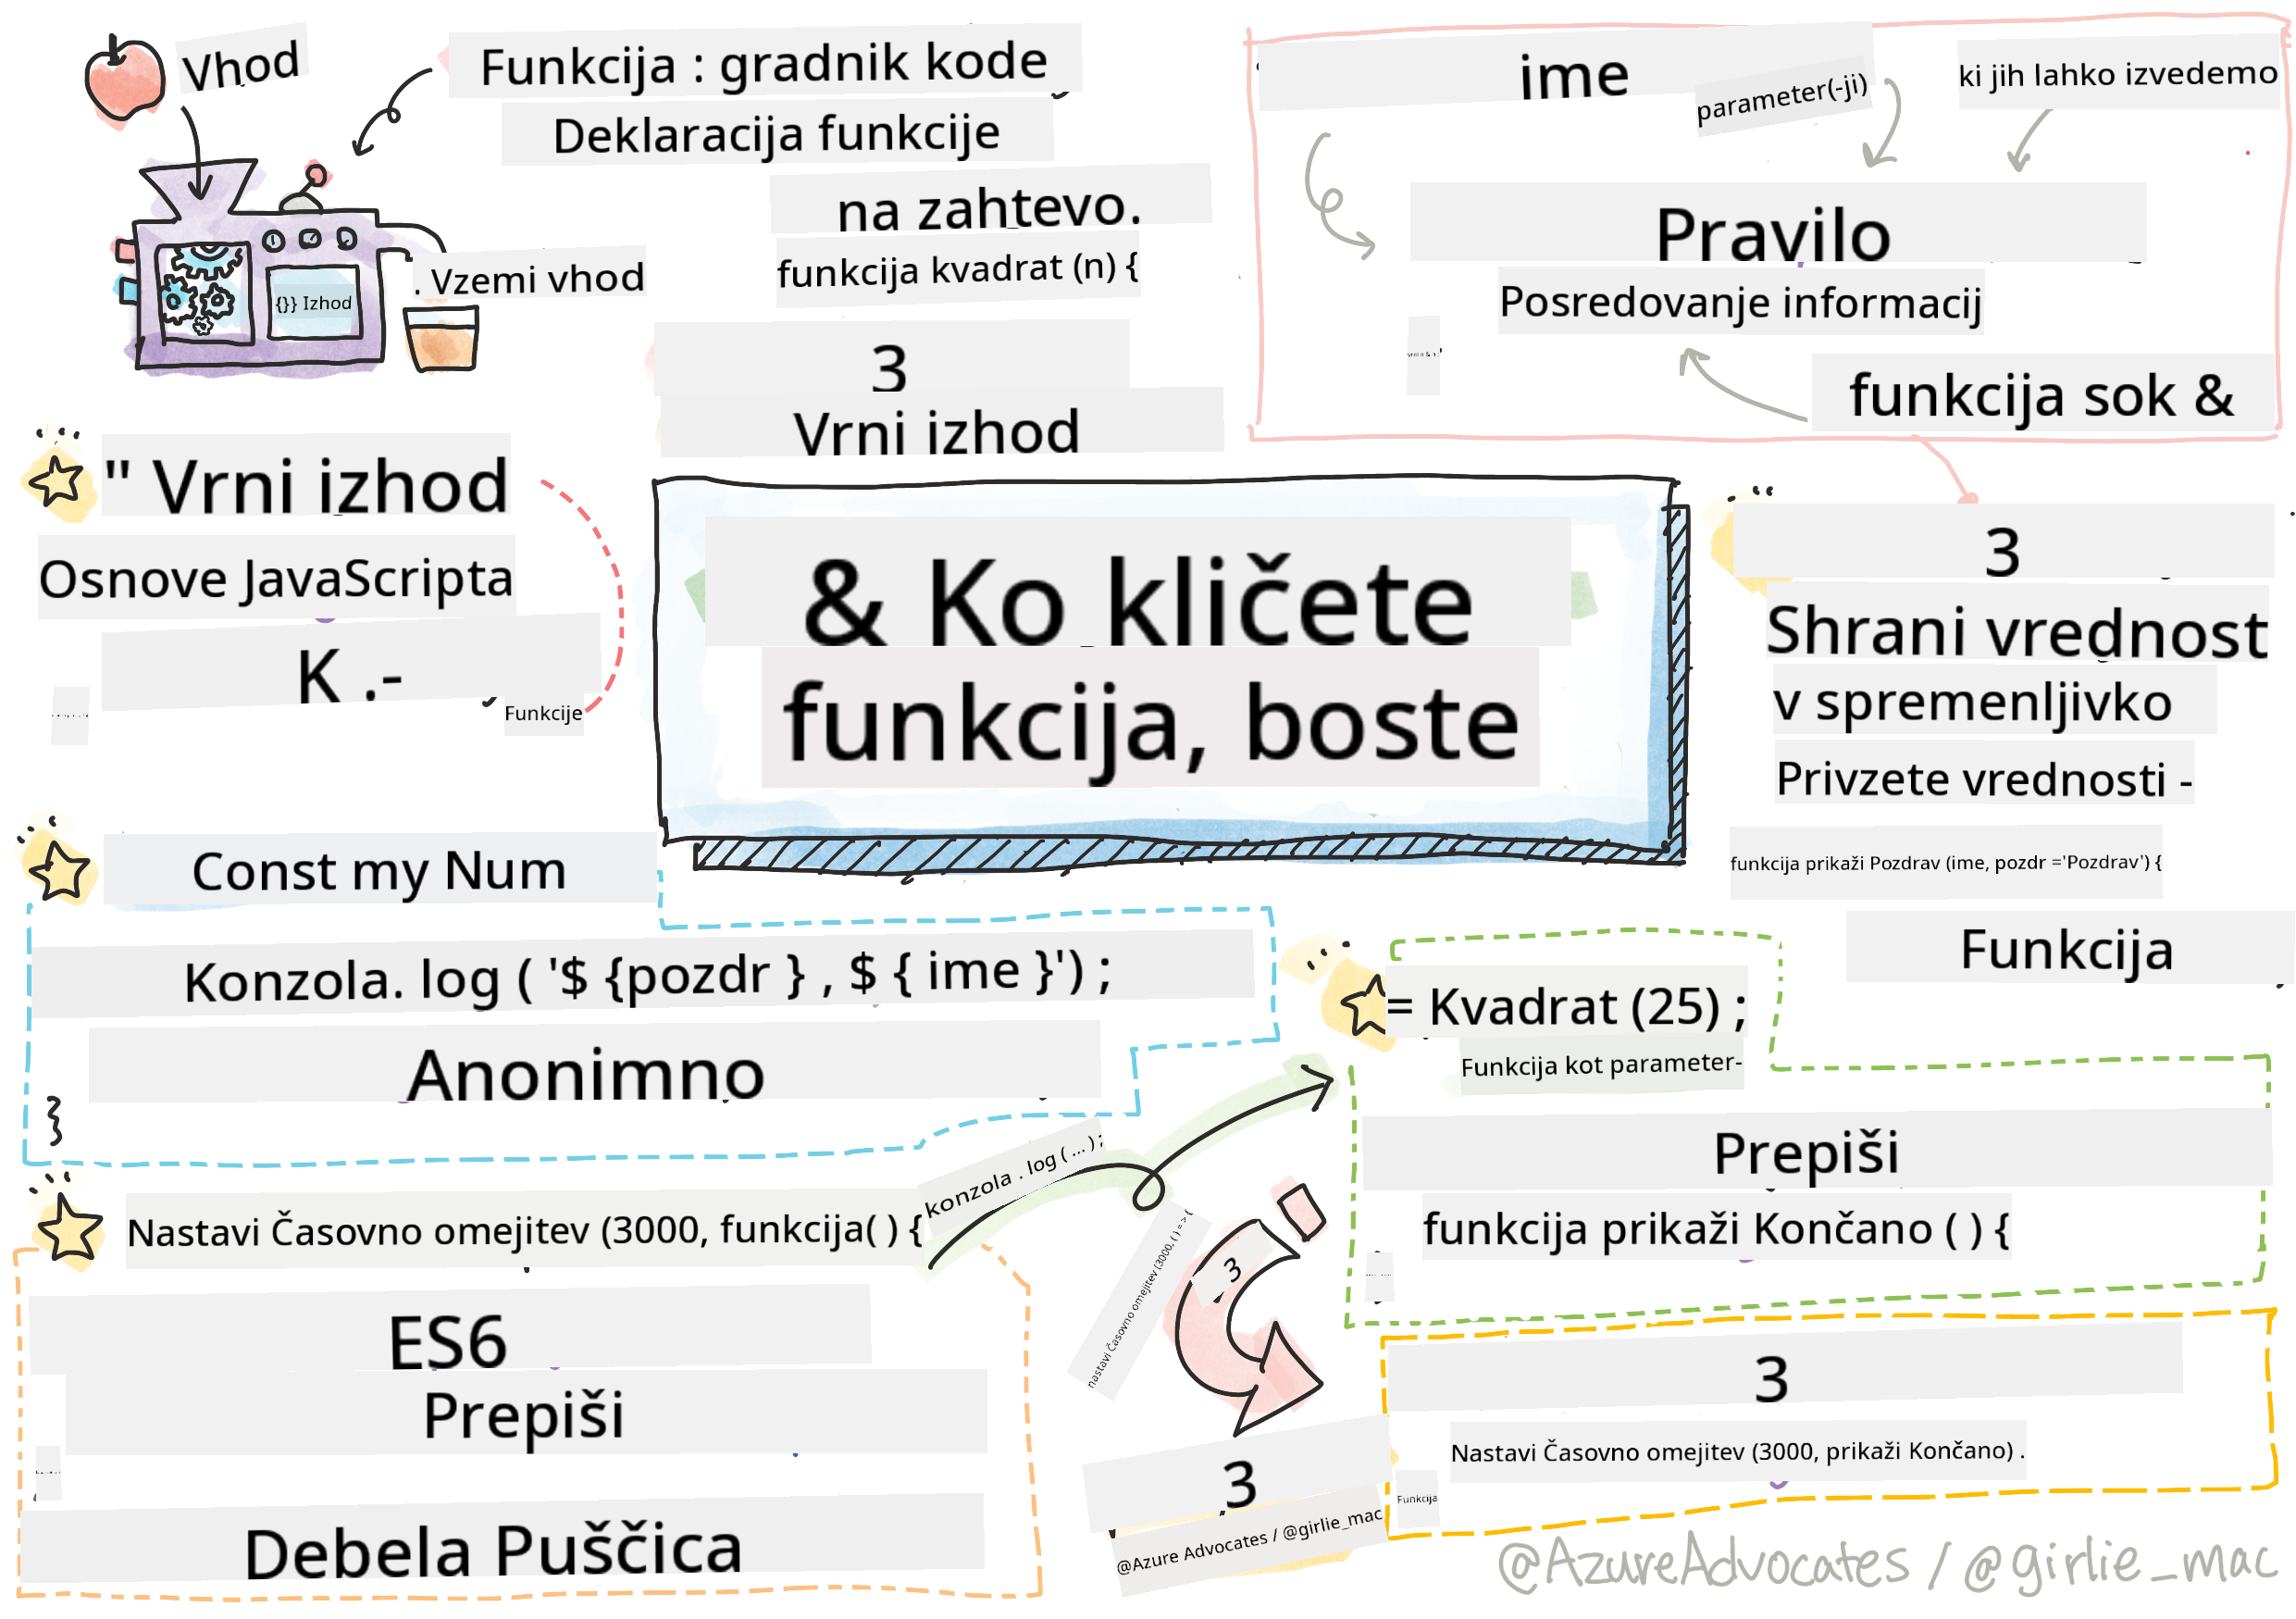 Vhod
Funkcija : gradnik kode
Deklaracija funkcije
na zahtevo.
. Vzemi vhod
funkcija kvadrat (n) {
{}} Izhod
3
Vrni izhod
ime
parameter(-ji)
ki jih lahko izvedemo
Pravilo
Posredovanje informacij
funkcija sok &
" Vrni izhod
Osnove JavaScripta
K .-
Funkcije
& Ko kličete
funkcija, boste
3
Shrani vrednost
v spremenljivko
Privzete vrednosti -
funkcija prikaži Pozdrav (ime, pozdr ='Pozdrav') {
Funkcija
Const my Num
Konzola. log ( '$ {pozdr } , $ { ime }') ;
Anonimno
}
= Kvadrat (25) ;
Funkcija kot parameter-
Prepiši
funkcija prikaži Končano ( ) {
Nastavi Časovno omejitev (3000, funkcija( ) {
konzola . log ( ... ) ;
nastavi Časovno omejitev (3000, ( ) = > {
3
ES6
Prepiši
Debela Puščica
3
@Azure Advocates / @girlie_mac
3
Nastavi Časovno omejitev (3000, prikaži Končano) .
Funkcija
@AzureAdvocates / @girlie_mac